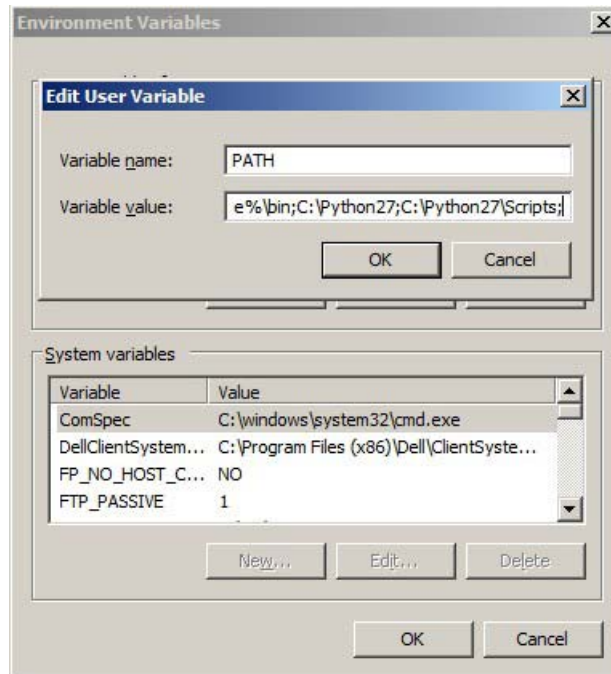 Environment Variables
Edit User Variable
Variable name: PATH
Variable value: e%\bin;C:\Python27;C:\Python27\Scripts;
OK Cancel
System variables
Variable Value
ComSpec C:\windows\system32\cmd.exe
DellClientSystem... C:\Program Files (x86)\Dell\ClientSyste...
FP_NO_HOST_C... NO
FTP_PASSIVE 1
New... Edit... Delete
OK Cancel